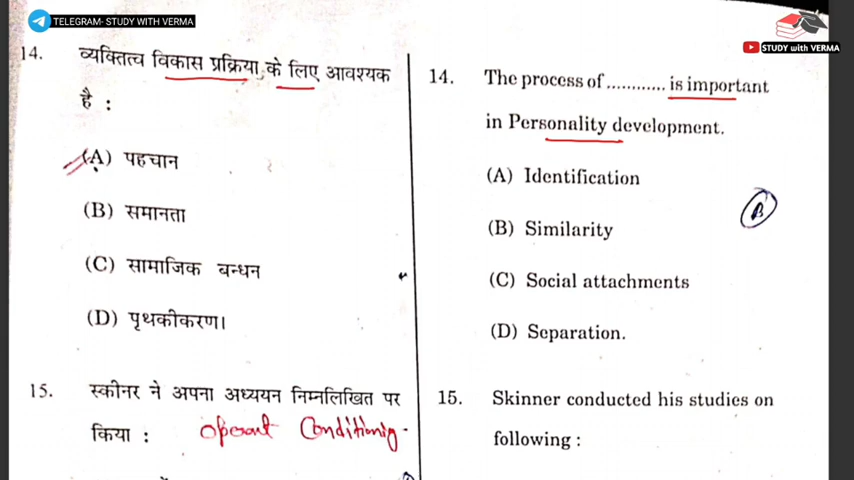 TELEGRAM- STUDY WITH VERMA
STUDY with VERMA
14. व्यक्तित्व विकास प्रक्रिया के लिए आवश्यक
है :
(A) पहचान
(B) समानता
(C) सामाजिक बन्धन
(D) पृथकीकरण।
15. स्कीनर ने अपना अध्ययन निम्नलिखित पर
किया : operant Conditioning.
14. The process of ............ is important
in Personality development.
(A) Identification
B
(B) Similarity
(C) Social attachments
(D) Separation.
15. Skinner conducted his studies on
following :